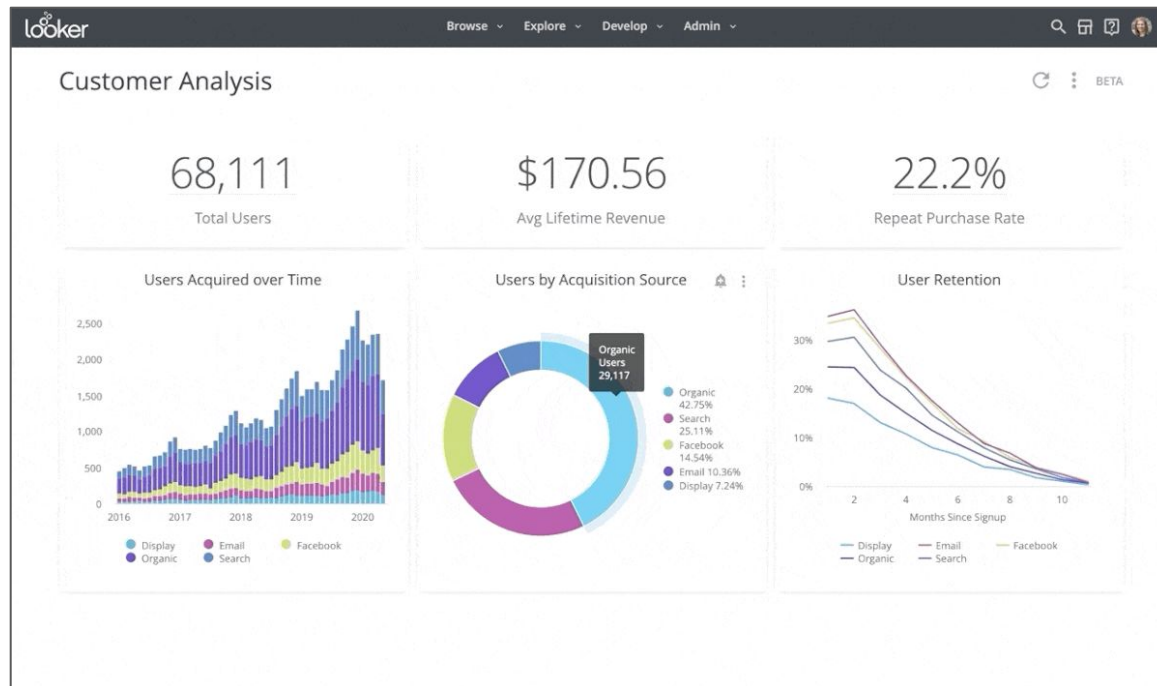 looker
Browse
Explore
Develop
Admin
Customer Analysis
BETA
68,111
Total Users
$170.56
Avg Lifetime Revenue
22.2%
Repeat Purchase Rate
Users Acquired over Time
2,500
2,000
1,500
1,000
500
0
2016 2017 2018 2019 2020
Display Email Facebook
Organic Search
Users by Acquisition Source
Organic
Users
29,117
Organic
42.75%
Search
25.11%
Facebook
14.54%
Email 10.36%
Display 7.24%
User Retention
30%
20%
10%
0%
2 4 6 8 10
Months Since Signup
Display Email Facebook
Organic Search